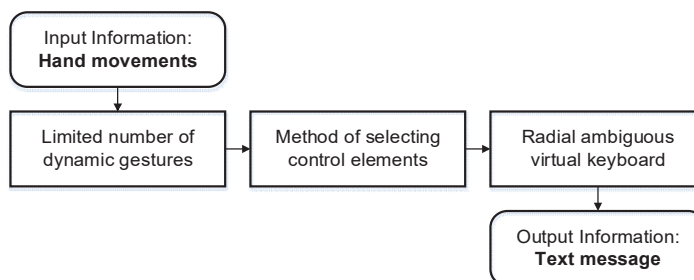 Input Information:
Hand movements
Limited number of
dynamic gestures
Method of selecting
control elements
Radial ambiguous
virtual keyboard
Output Information:
Text message